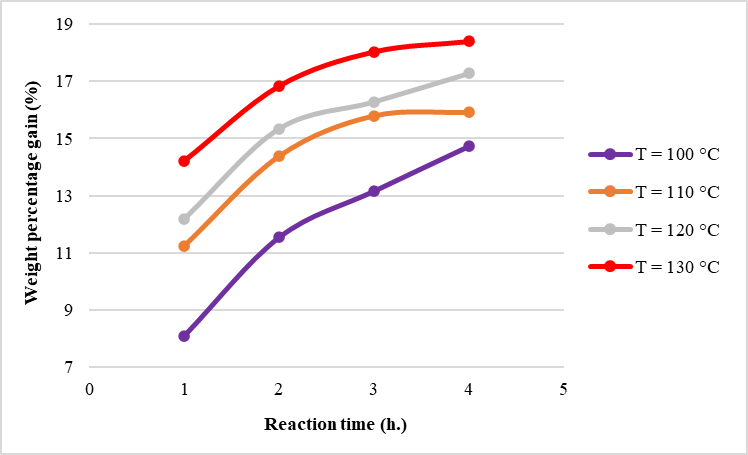 19
17
15
13
11
9
7
0 1 2 3 4 5
Weight percentage gain (%)
Reaction time (h.)
T = 100 °C
T = 110 °C
T = 120 °C
T = 130 °C